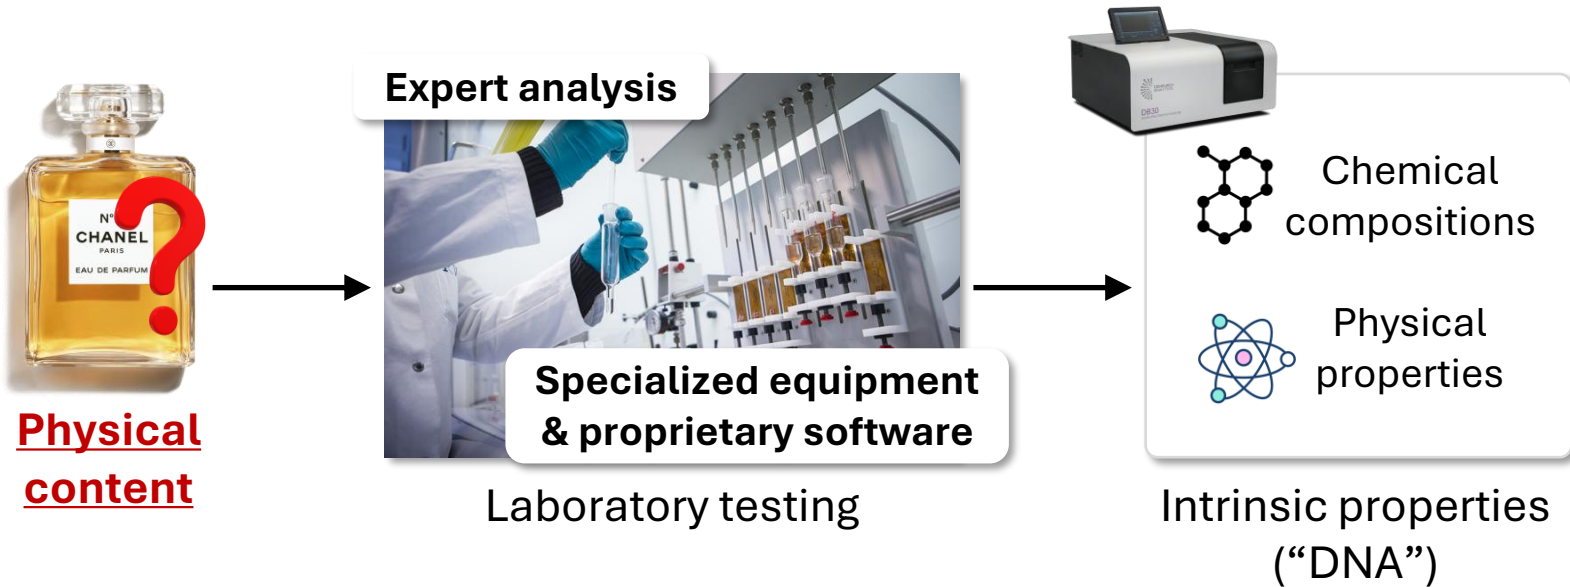 N°
CHANEL
PARIS
EAU DE PARFUM
Physical
content
Expert analysis
Specialized equipment
& proprietary software
Laboratory testing
DB30
Chemical
compositions
Physical
properties
Intrinsic properties
(“DNA”)